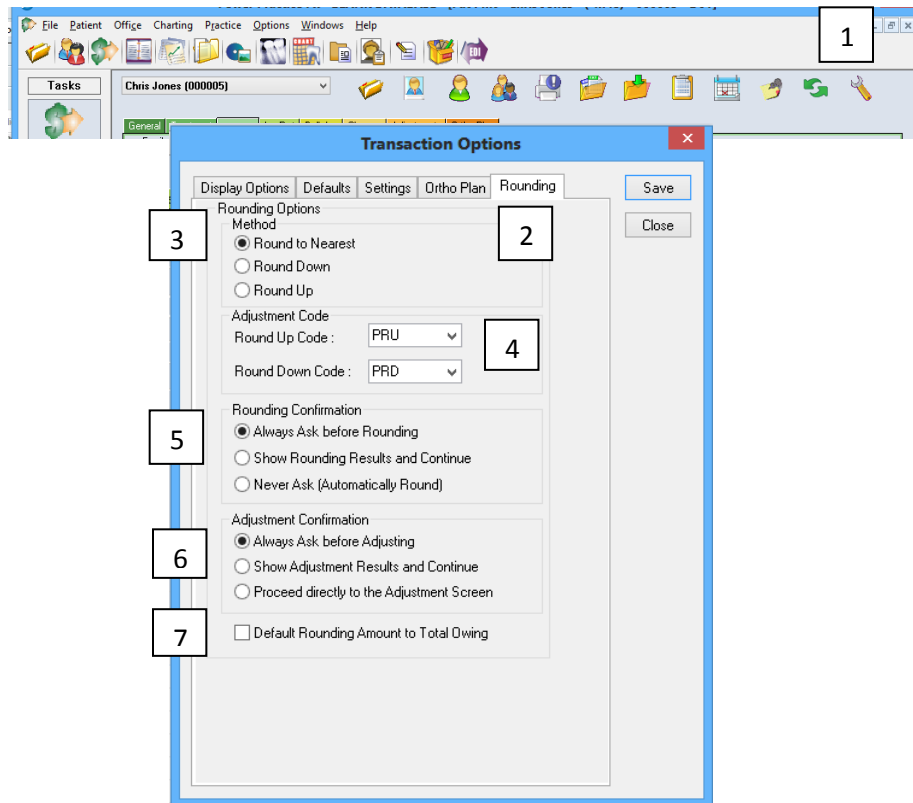 File Patient Office Charting Practice Options Windows Help
1
EDI
Tasks
Chris Jones (000005)
General
Transaction Options
Display Options Defaults Settings Ortho Plan Rounding
Save
Close
Rounding Options
2
3
Method
Round to Nearest
Round Down
Round Up
Adjustment Code
Round Up Code : PRU
4
Round Down Code : PRD
Rounding Confirmation
5
Always Ask before Rounding
Show Rounding Results and Continue
Never Ask (Automatically Round)
Adjustment Confirmation
6
Always Ask before Adjusting
Show Adjustment Results and Continue
Proceed directly to the Adjustment Screen
7
Default Rounding Amount to Total Owing